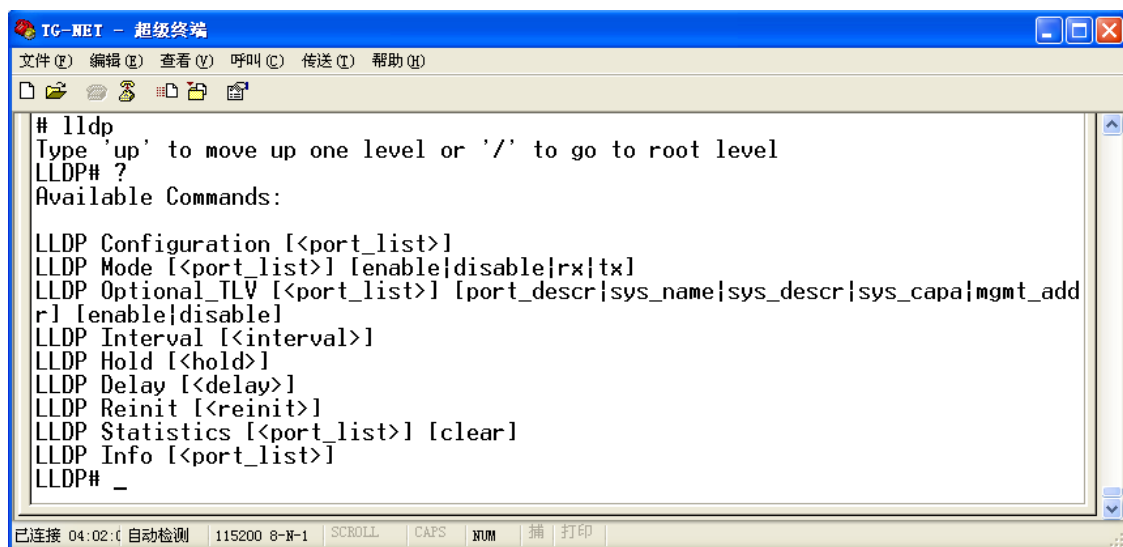 TG-NET - 超级终端
文件(F) 编辑(E) 查看(V) 呼叫(C) 传送(T) 帮助(H)
# lldp
Type 'up' to move up one level or '/' to go to root level
LLDP# ?
Available Commands:
LLDP Configuration [<port_list>]
LLDP Mode [<port_list>] [enable|disable|rx|tx]
LLDP Optional_TLV [<port_list>] [port_descr|sys_name|sys_descr|sys_capa|mgmt_add
r] [enable|disable]
LLDP Interval [<interval>]
LLDP Hold [<hold>]
LLDP Delay [<delay>]
LLDP Reinit [<reinit>]
LLDP Statistics [<port_list>] [clear]
LLDP Info [<port_list>]
LLDP# _
已连接 04:02:0 自动检测 115200 8-N-1 SCROLL CAPS NUM 捕 打印